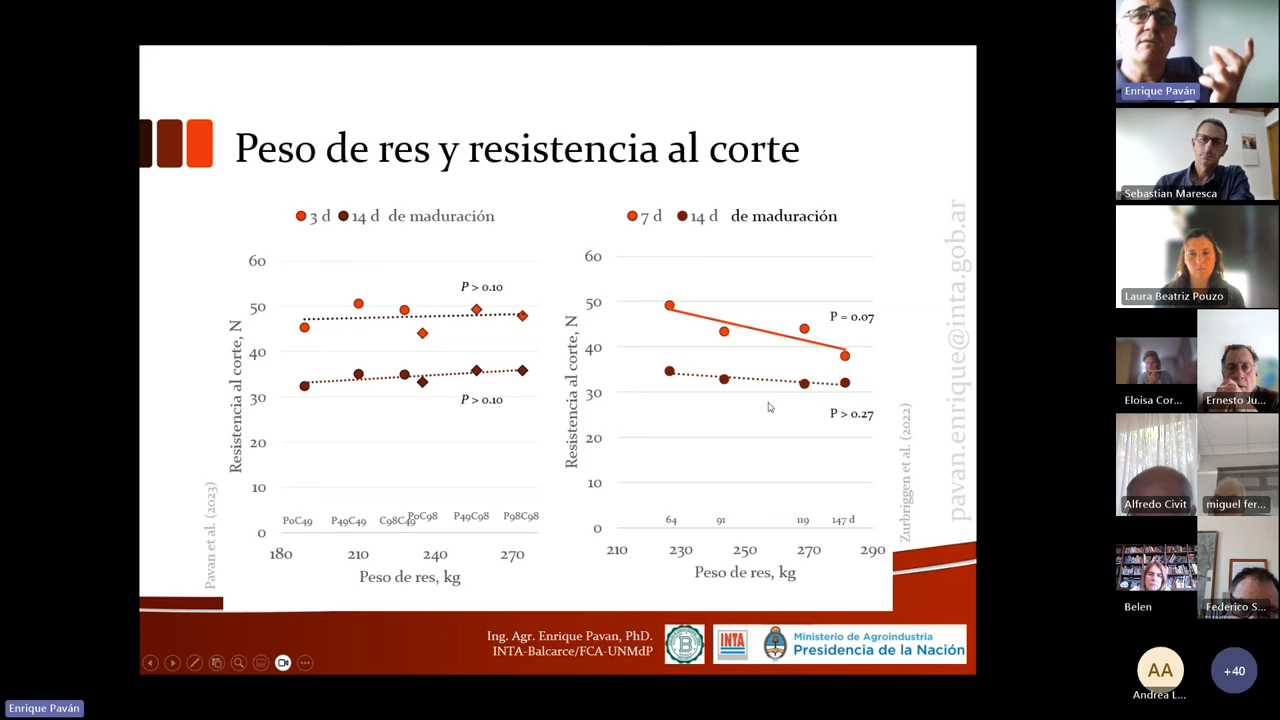 Peso de res y resistencia al corte
3 d 14 d de maduración
60
50
40
30
20
10
0
P > 0.10
P > 0.10
Resistencia al corte, N
PoC49 P49C49 C98C49 PoC98 P49C98 P98C98
180 210 240 270
Peso de res, kg
Pavan et al. (2023)
7 d 14 d de maduración
60
50
40
30
20
10
0
P = 0.07
P > 0.27
Resistencia al corte, N
64 91 119 147 d
210 230 250 270 290
Peso de res, kg
Zurbriggen et al. (2022)
pavan.enrique@inta.gob.ar
Ing. Agr. Enrique Pavan, PhD.
INTA-Balcarce/FCA-UNMdP
INTA
Ministerio de Agroindustria
Presidencia de la Nación
Enrique Paván
Enrique Paván
Sebastian Maresca
Laura Beatriz Pouzo
Eloisa Cor... Ernesto Ju...
Alfredo Civit miguel fer...
Belen Federico S...
AA +40
Andrea L...